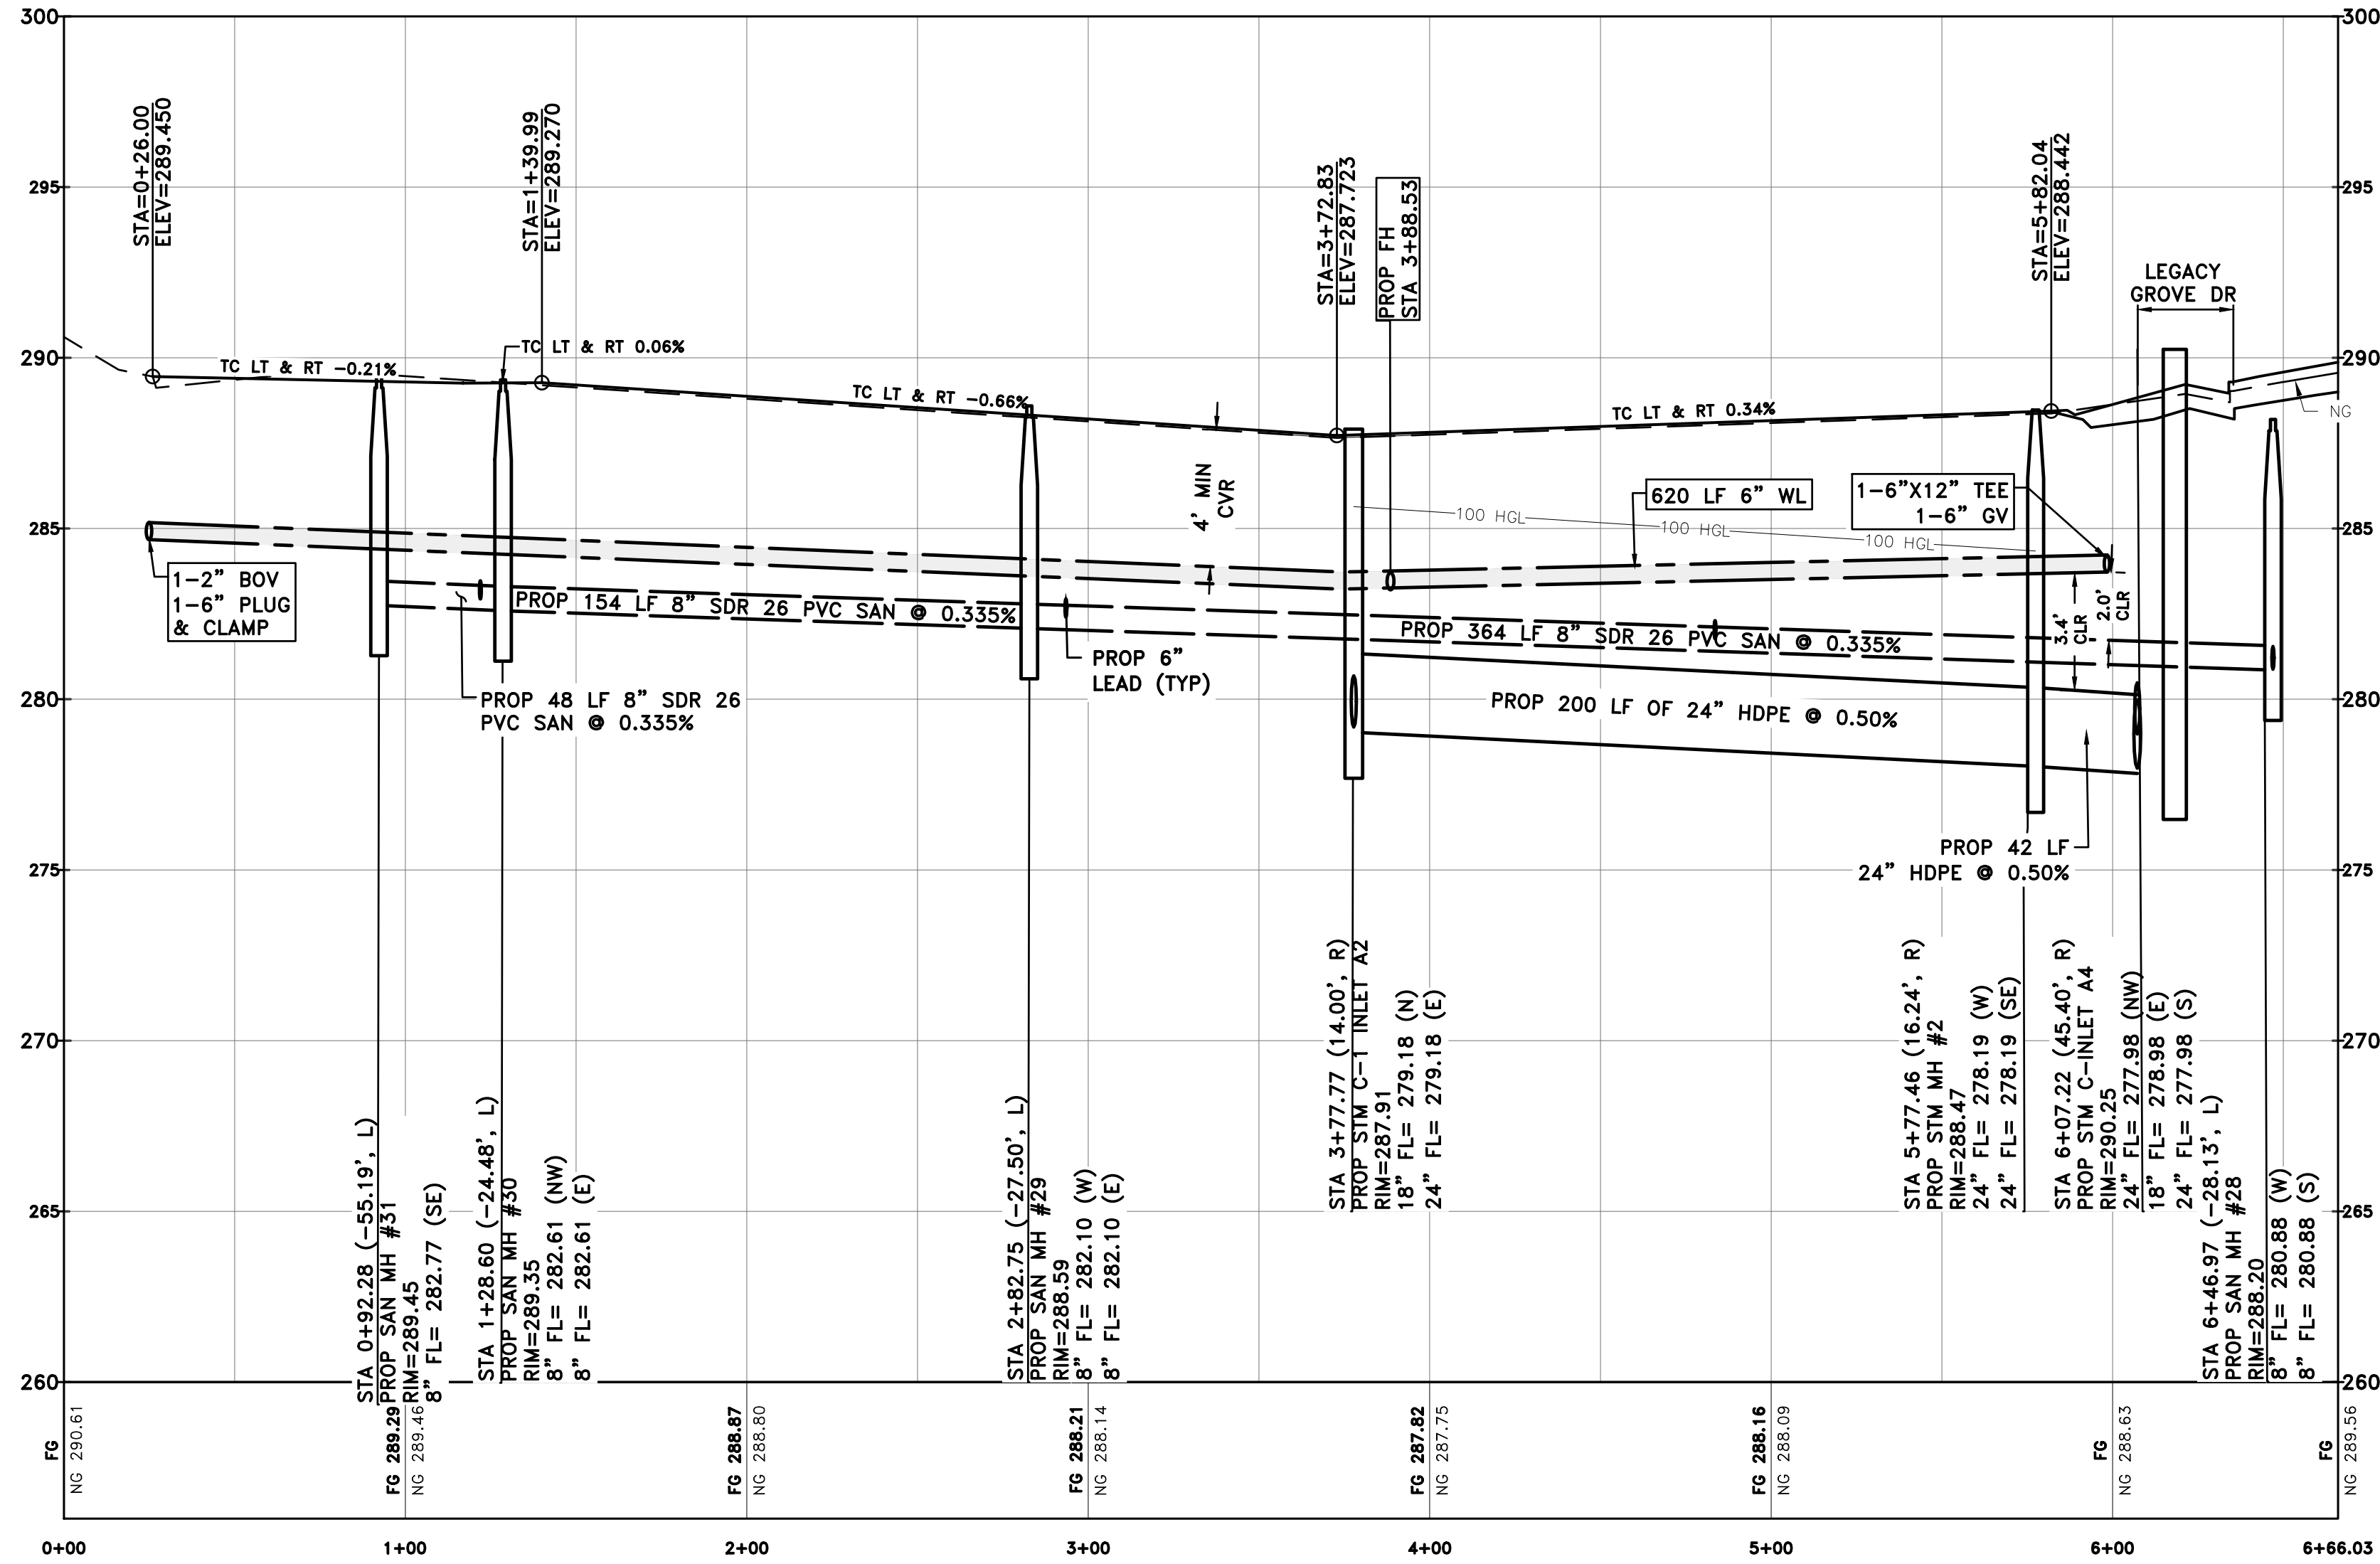 300
300
295
295
290
290
285
285
280
280
275
275
270
270
265
265
260
260
STA=0+26.00
ELEV=289.450
STA=1+39.99
ELEV=289.270
STA=3+72.83
ELEV=287.723
PROP FH
STA 3+88.53
STA=5+82.04
ELEV=288.442
LEGACY
GROVE DR
TC LT & RT -0.21%
TC LT & RT 0.06%
TC LT & RT -0.66%
TC LT & RT 0.34%
NG
4' MIN
CVR
620 LF 6" WL
1-6"X12" TEE
1-6" GV
100 HGL
100 HGL
100 HGL
1-2" BOV
1-6" PLUG
& CLAMP
PROP 154 LF 8" SDR 26 PVC SAN @ 0.335%
PROP 364 LF 8" SDR 26 PVC SAN @ 0.335%
3.4'
CLR
2.0'
CLR
PROP 6"
LEAD (TYP)
PROP 48 LF 8" SDR 26
PVC SAN @ 0.335%
PROP 200 LF OF 24" HDPE @ 0.50%
PROP 42 LF
24" HDPE @ 0.50%
STA 0+92.28 (-55.19', L)
PROP SAN MH #31
RIM=289.45
8" FL= 282.77 (SE)
STA 1+28.60 (-24.48', L)
PROP SAN MH #30
RIM=289.35
8" FL= 282.61 (NW)
8" FL= 282.61 (E)
STA 2+82.75 (-27.50', L)
PROP SAN MH #29
RIM=288.59
8" FL= 282.10 (W)
8" FL= 282.10 (E)
STA 3+77.77 (14.00', R)
PROP STM C-1 INLET A2
RIM=287.91
18" FL= 279.18 (N)
24" FL= 279.18 (E)
STA 5+77.46 (16.24', R)
PROP STM MH #2
RIM=288.47
24" FL= 278.19 (W)
24" FL= 278.19 (SE)
STA 6+07.22 (45.40', R)
PROP STM C-INLET A4
RIM=290.25
24" FL= 277.98 (NW)
18" FL= 278.98 (E)
24" FL= 277.98 (S)
STA 6+46.97 (-28.13', L)
PROP SAN MH #28
RIM=288.20
8" FL= 280.88 (W)
8" FL= 280.88 (S)
FG
NG 290.61
FG 289.29
NG 289.46
FG 288.87
NG 288.80
FG 288.21
NG 288.14
FG 287.82
NG 287.75
FG 288.16
NG 288.09
FG
NG 288.63
FG
NG 289.56
0+00
1+00
2+00
3+00
4+00
5+00
6+00
6+66.03